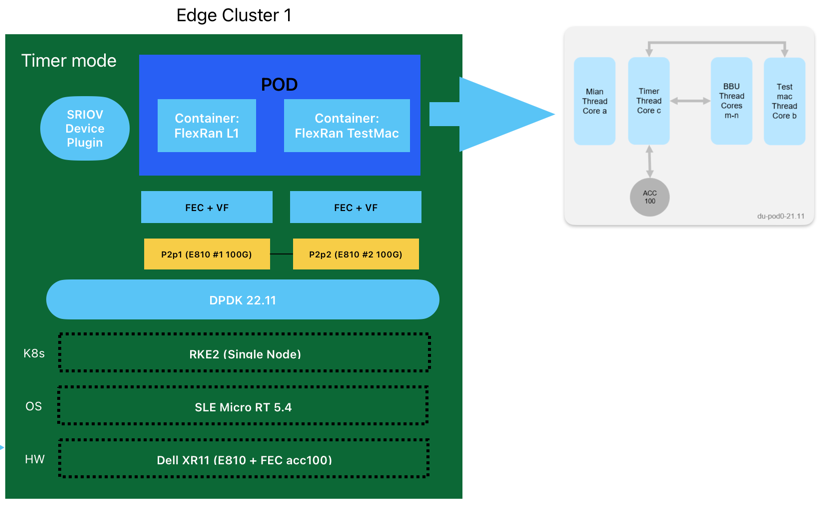 Edge Cluster 1
Timer mode
POD
SRIOV
Device
Plugin
Container:
FlexRan L1
Container:
FlexRan TestMac
FEC + VF
FEC + VF
P2p1 (E810 #1 100G)
P2p2 (E810 #2 100G)
DPDK 22.11
K8s
RKE2 (Single Node)
OS
SLE Micro RT 5.4
HW
Dell XR11 (E810 + FEC acc100)
Mian
Thread
Core a
Timer
Thread
Core c
BBU
Thread
Cores
m-n
Test
mac
Thread
Core b
ACC
100
du-pod0-21.11